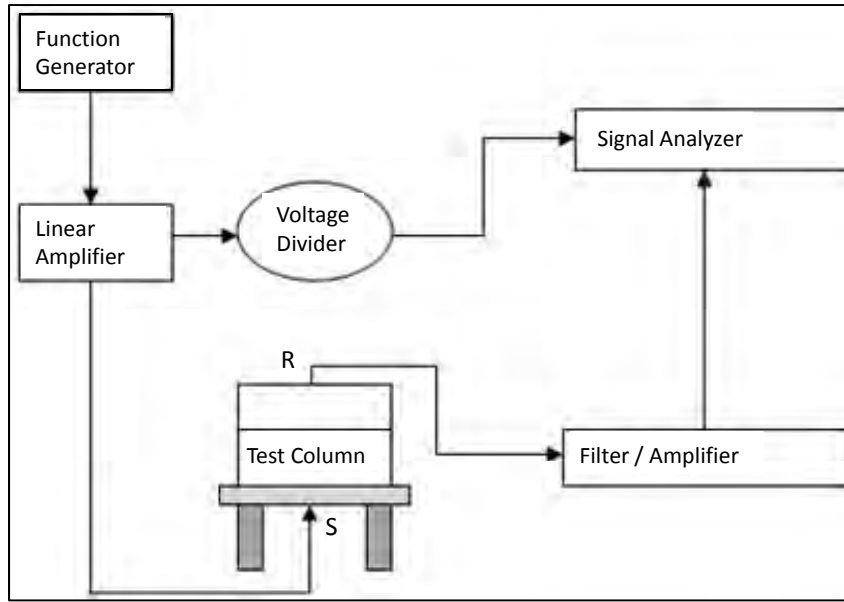 Function
Generator
Signal Analyzer
Linear
Amplifier
Voltage
Divider
R
Test Column
Filter / Amplifier
S